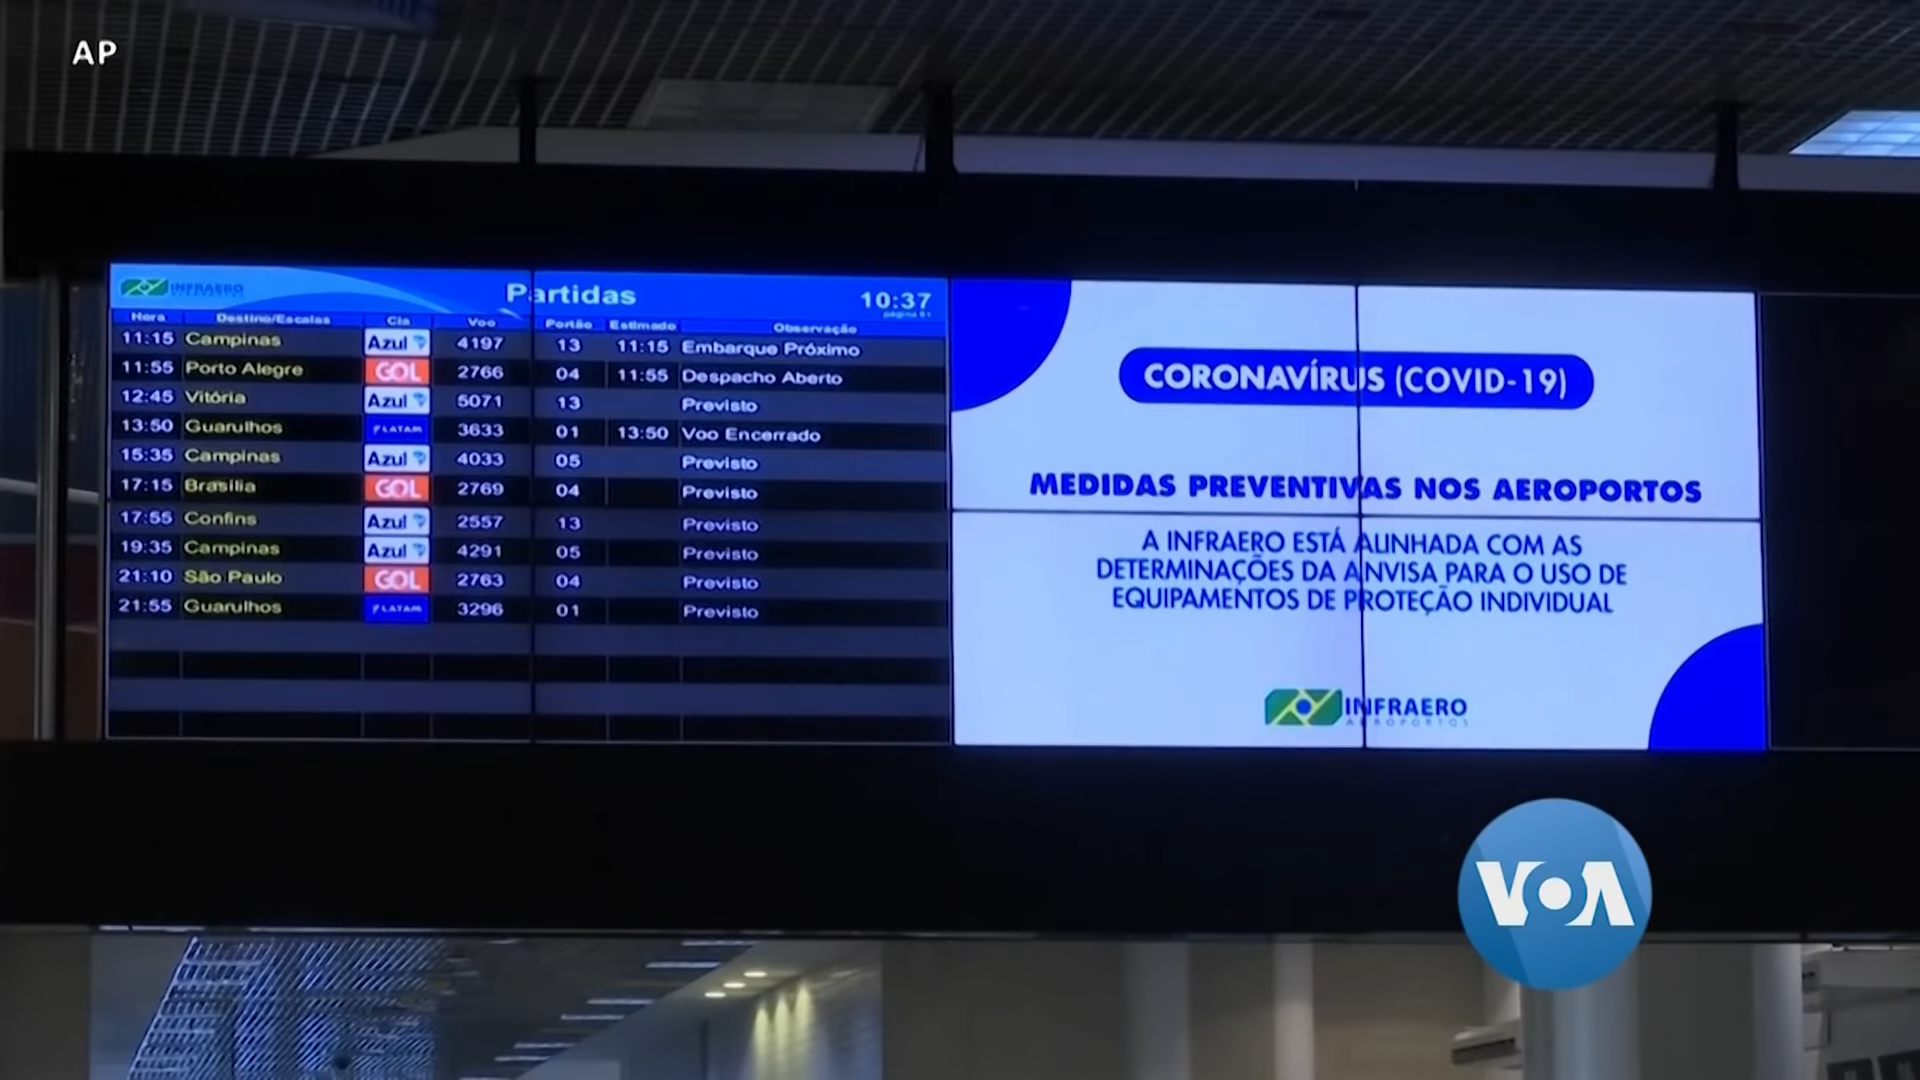 AP
INFRAERO
AEROPORTOS
Partidas
10:37
página 01
Hora Destino/Escalas Cia Voo Portão Estimado Observação
11:15 Campinas Azul 4197 13 11:15 Embarque Próximo
11:55 Porto Alegre GOL 2766 04 11:55 Despacho Aberto
12:45 Vitória Azul 5071 13 Previsto
13:50 Guarulhos LATAM 3633 01 13:50 Voo Encerrado
15:35 Campinas Azul 4033 05 Previsto
17:15 Brasília GOL 2769 04 Previsto
17:55 Confins Azul 2557 13 Previsto
19:35 Campinas Azul 4291 05 Previsto
21:10 São Paulo GOL 2763 04 Previsto
21:55 Guarulhos LATAM 3296 01 Previsto
CORONAVÍRUS (COVID-19)
MEDIDAS PREVENTIVAS NOS AEROPORTOS
A INFRAERO ESTÁ ALINHADA COM AS
DETERMINAÇÕES DA ANVISA PARA O USO DE
EQUIPAMENTOS DE PROTEÇÃO INDIVIDUAL
INFRAERO
AEROPORTOS
VOA